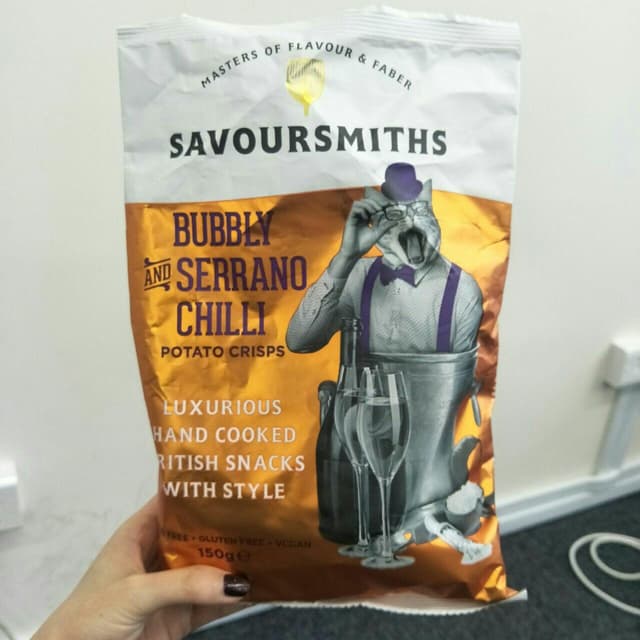 MASTERS OF FLAVOUR & FABER
SAVOURSMITHS
BUBBLY
AND SERRANO
CHILLI
POTATO CRISPS
LUXURIOUS
HAND COOKED
RITISH SNACKS
WITH STYLE
FREE • GLUTEN FREE • VEGAN
150g e